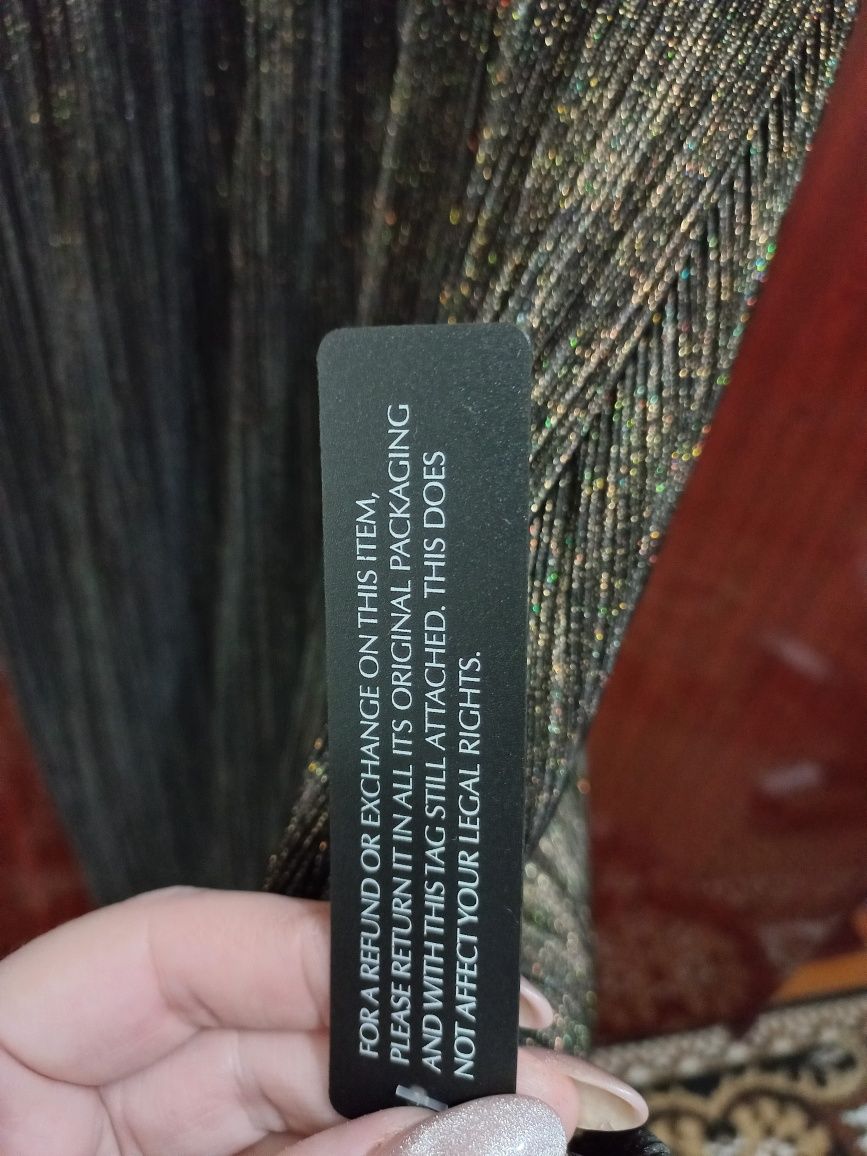 FOR A REFUND OR EXCHANGE ON THIS ITEM,
PLEASE RETURN IT IN ALL ITS ORIGINAL PACKAGING
AND WITH THIS TAG STILL ATTACHED. THIS DOES
NOT AFFECT YOUR LEGAL RIGHTS.